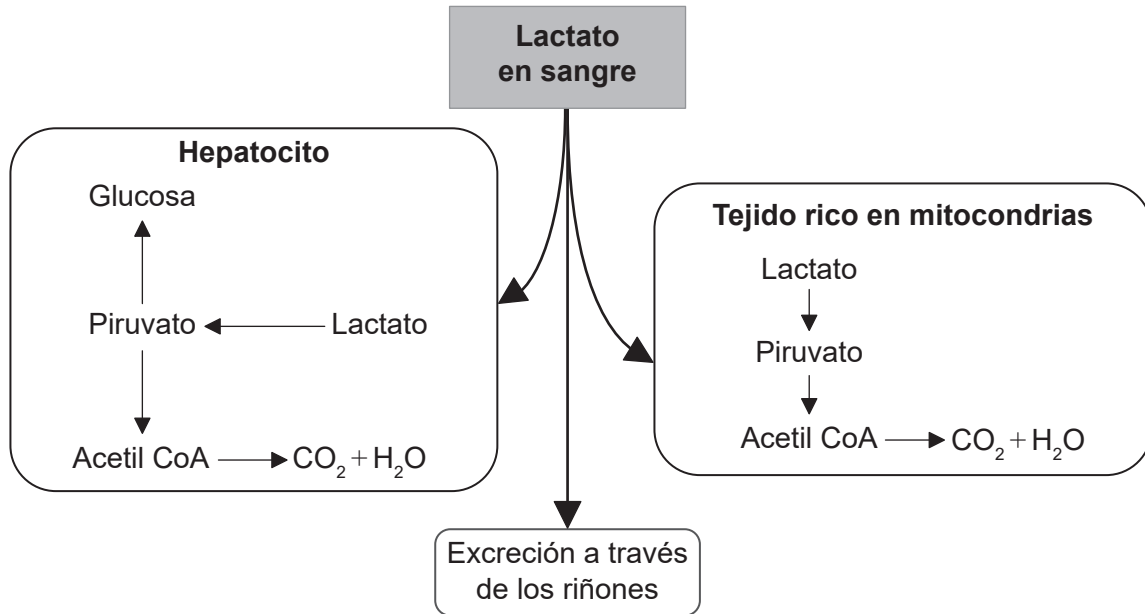 Lactato
en sangre
Hepatocito
Glucosa
Piruvato
Lactato
Acetil CoA
CO₂ + H₂O
Tejido rico en mitocondrias
Lactato
Piruvato
Acetil CoA
CO₂ + H₂O
Excreción a través
de los riñones